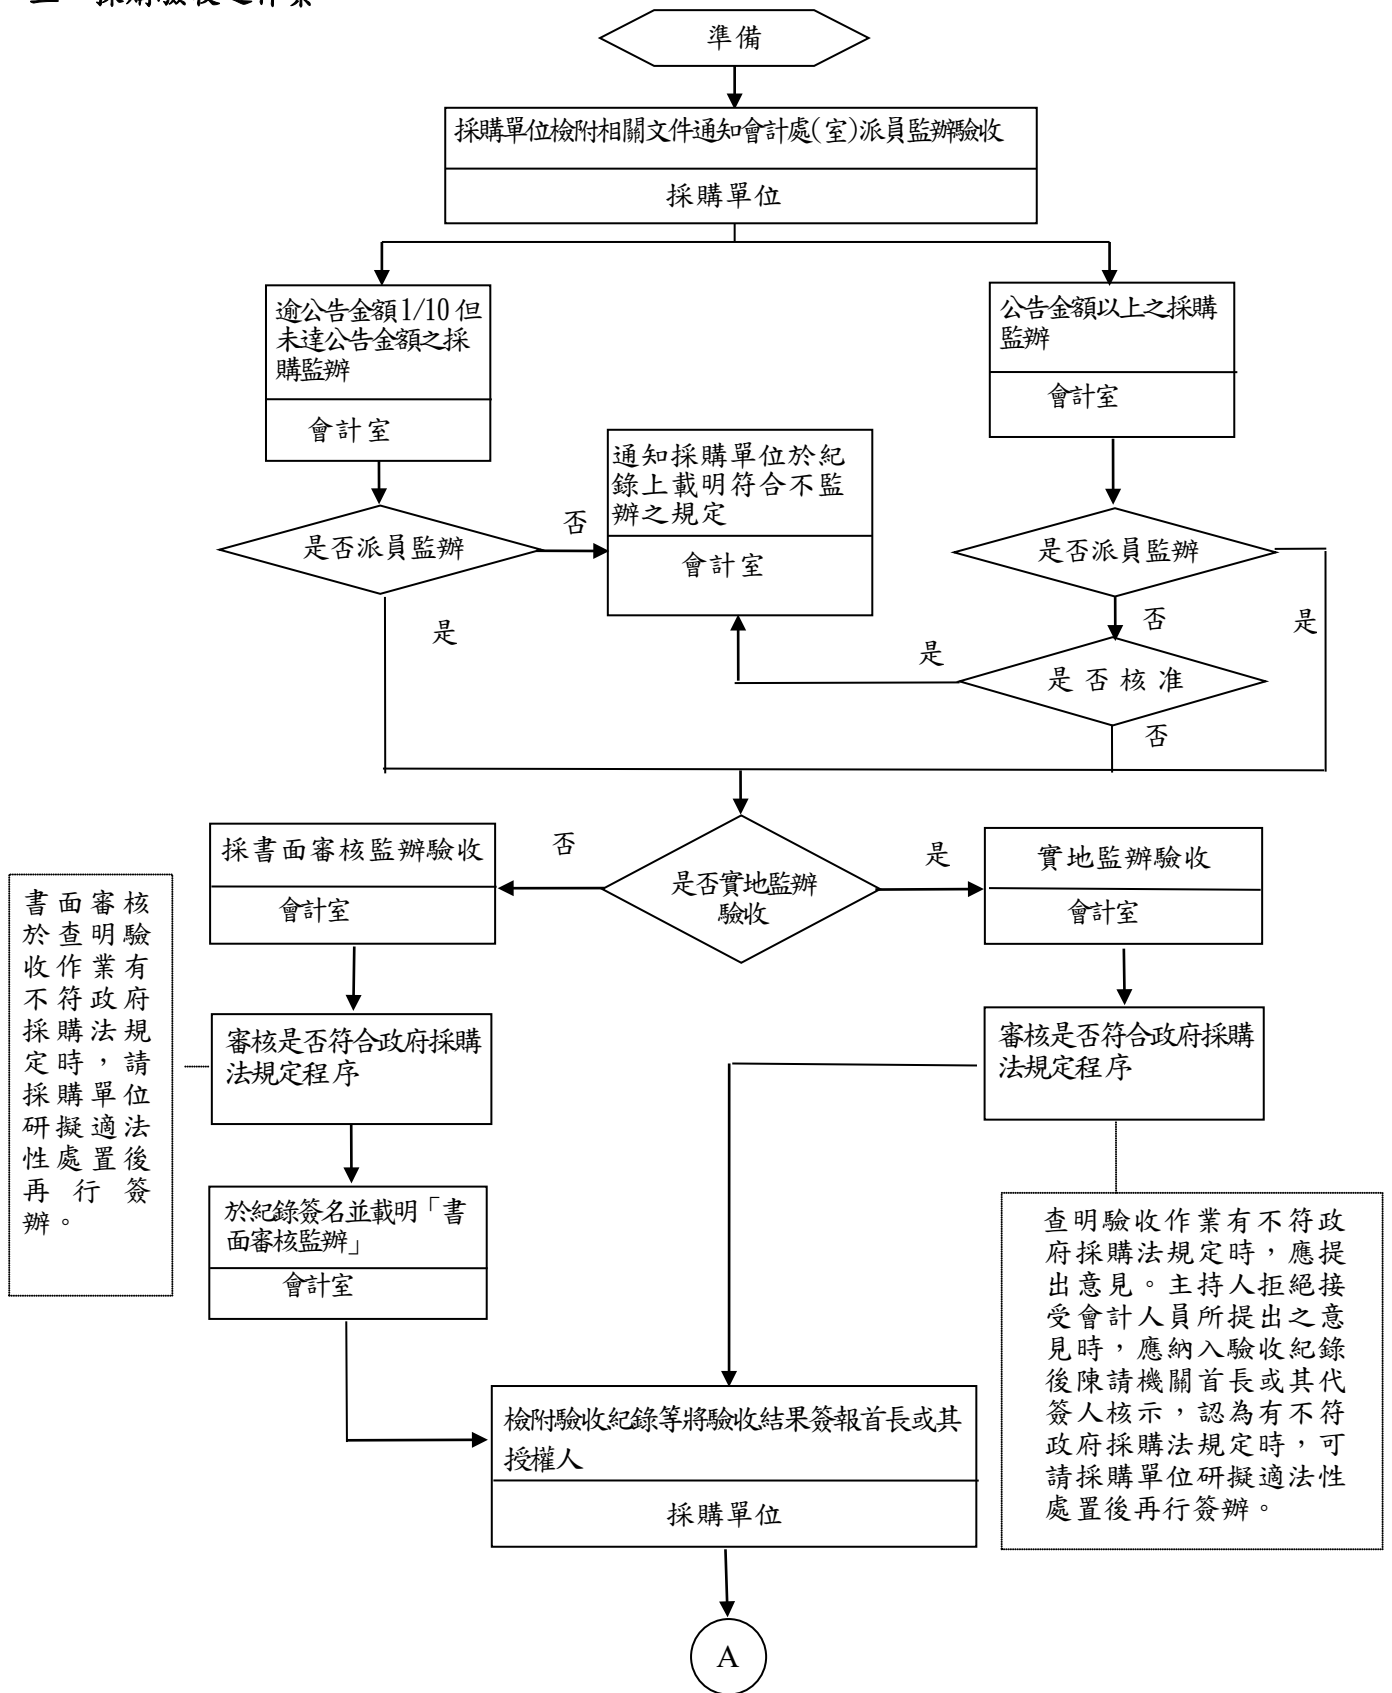 準備
採購單位檢附相關文件通知會計處(室)派員監辦驗收
採購單位
逾公告金額1/10但
未達公告金額之採
購監辦
會計室
公告金額以上之採購
監辦
會計室
通知採購單位於紀
錄上載明符合不監
辦之規定
會計室
是否派員監辦
否
是
是否派員監辦
否
是
是否核准
是
否
是否實地監辦
驗收
否
是
採書面審核監辦驗收
會計室
實地監辦驗收
會計室
書面審核
於查明驗
收作業有
不符政府
採購法規
定時，請
採購單位
研擬適法
性處置後
再行簽
辦。
審核是否符合政府採購
法規定程序
審核是否符合政府採購
法規定程序
於紀錄簽名並載明「書
面審核監辦」
會計室
查明驗收作業有不符政
府採購法規定時，應提
出意見。主持人拒絕接
受會計人員所提出之意
見時，應納入驗收紀錄
後陳請機關首長或其代
簽人核示，認為有不符
政府採購法規定時，可
請採購單位研擬適法性
處置後再行簽辦。
檢附驗收紀錄等將驗收結果簽報首長或其
授權人
採購單位
A